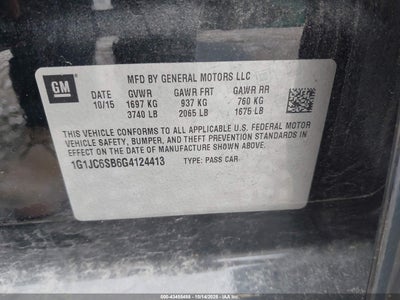 GM
MFD BY GENERAL MOTORS LLC
DATE GVWR GAWR FRT GAWR RR
10/15 1697 KG 937 KG 760 KG
3740 LB 2065 LB 1675 LB
THIS VEHICLE CONFORMS TO ALL APPLICABLE U.S. FEDERAL MOTOR
VEHICLE SAFETY, BUMPER, AND THEFT PREVENTION STANDARDS
IN EFFECT ON THE DATE OF MANUFACTURE SHOWN ABOVE.
1G1JC6SB6G4124413 TYPE: PASS CAR